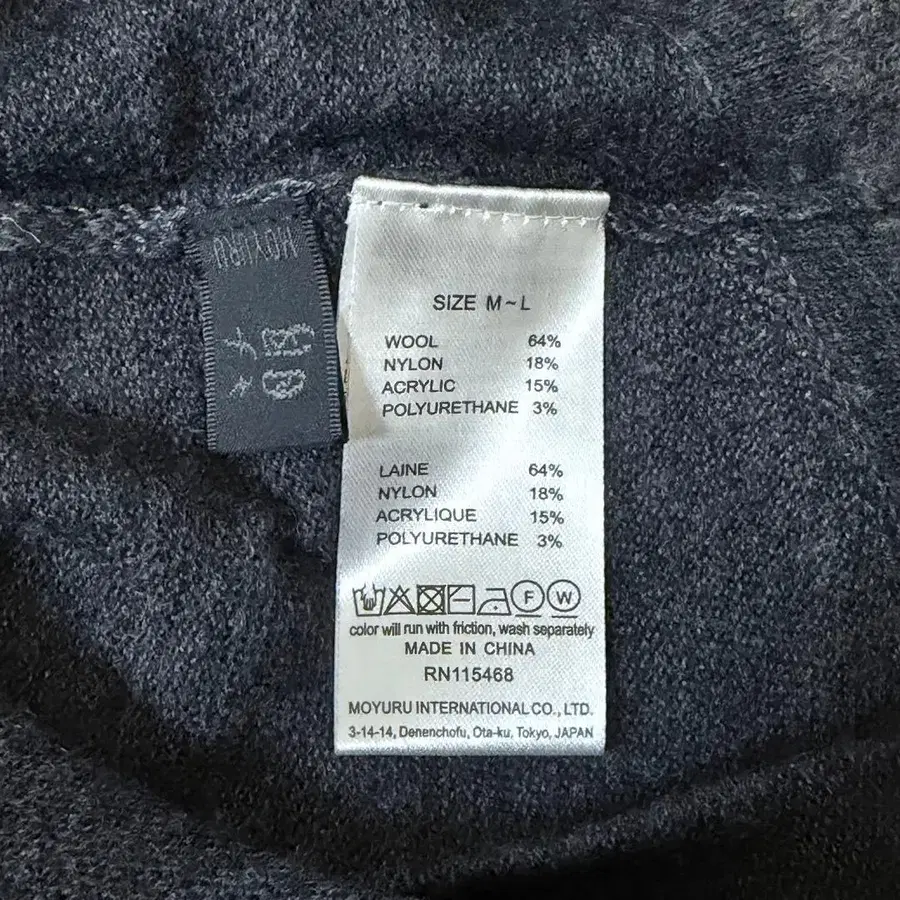 MOYURU
SIZE M~L
WOOL 64%
NYLON 18%
ACRYLIC 15%
POLYURETHANE 3%
LAINE 64%
NYLON 18%
ACRYLIQUE 15%
POLYURETHANE 3%
F W
color will run with friction, wash separately
MADE IN CHINA
RN115468
MOYURU INTERNATIONAL CO., LTD.
3-14-14, Denenchofu, Ota-ku, Tokyo, JAPAN